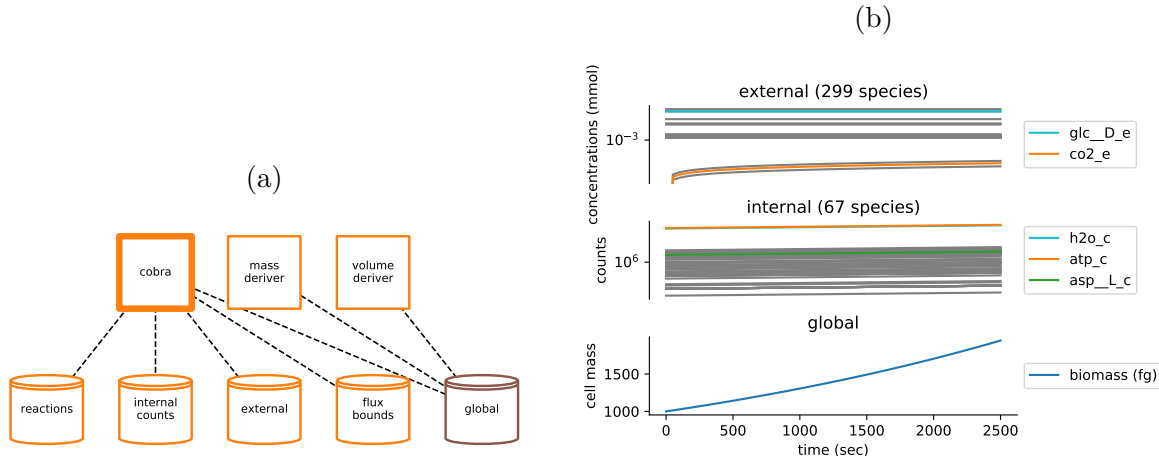 (a)
cobra
mass
deriver
volume
deriver
reactions
internal
counts
external
flux
bounds
global
(b)
external (299 species)
concentrations (mmol)
10⁻³
glc__D_e
co2_e
internal (67 species)
counts
10⁶
h2o_c
atp_c
asp__L_c
global
cell mass
1500
1000
biomass (fg)
0
500
1000
1500
2000
2500
time (sec)